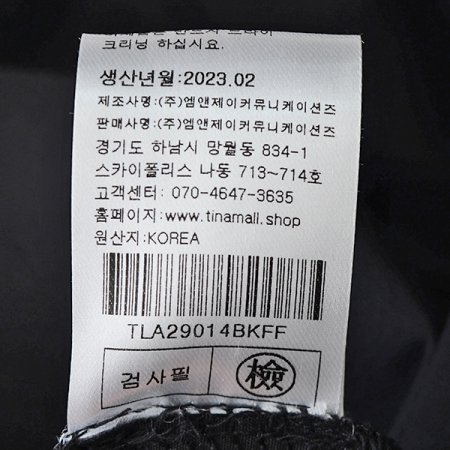 크리닝 하십시요.
생산년월:2023.02
제조사명:(주)엠앤제이커뮤니케이션즈
판매사명:(주)엠앤제이커뮤니케이션즈
경기도 하남시 망월동 834-1
스카이폴리스 나동 713~714호
고객센터: 070-4647-3635
홈페이지:www.tinamall.shop
원산지:KOREA
TLA29014BKFF
검사필 檢